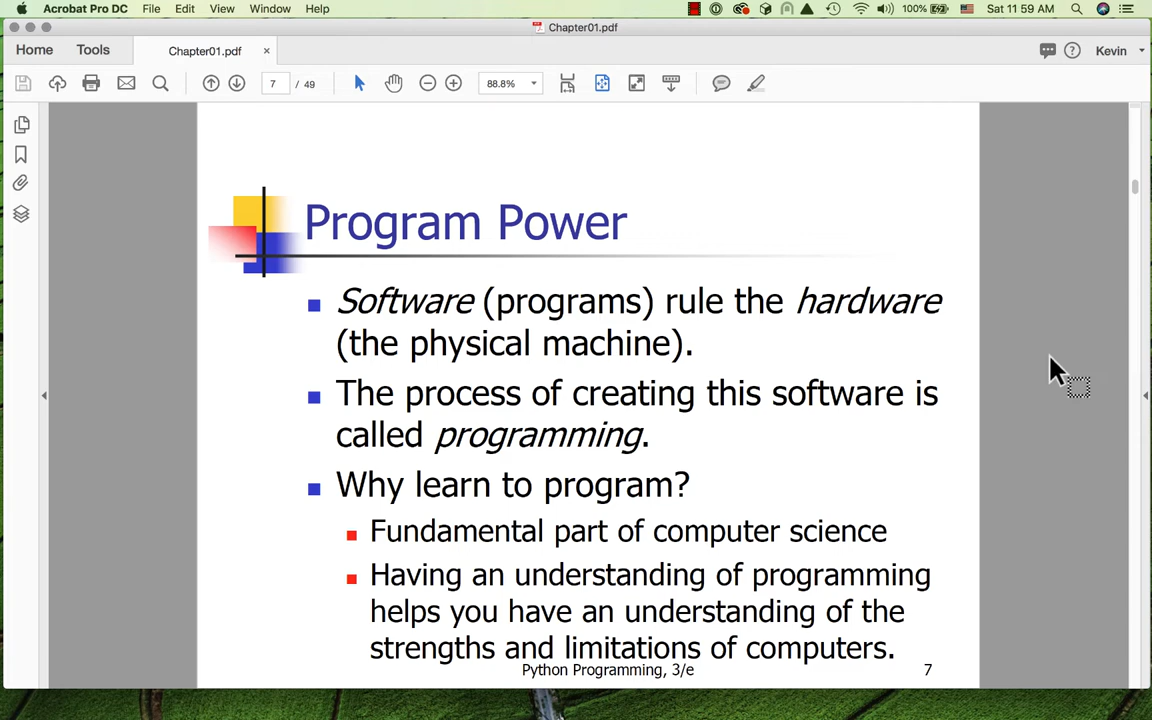 Acrobat Pro DC File Edit View Window Help 100% Sat 11 59 AM
Chapter01.pdf
Home Tools Chapter01.pdf × ? Kevin
7 / 49 88.8%
Program Power
Software (programs) rule the hardware
(the physical machine).
The process of creating this software is
called programming.
Why learn to program?
Fundamental part of computer science
Having an understanding of programming
helps you have an understanding of the
strengths and limitations of computers.
Python Programming, 3/e 7